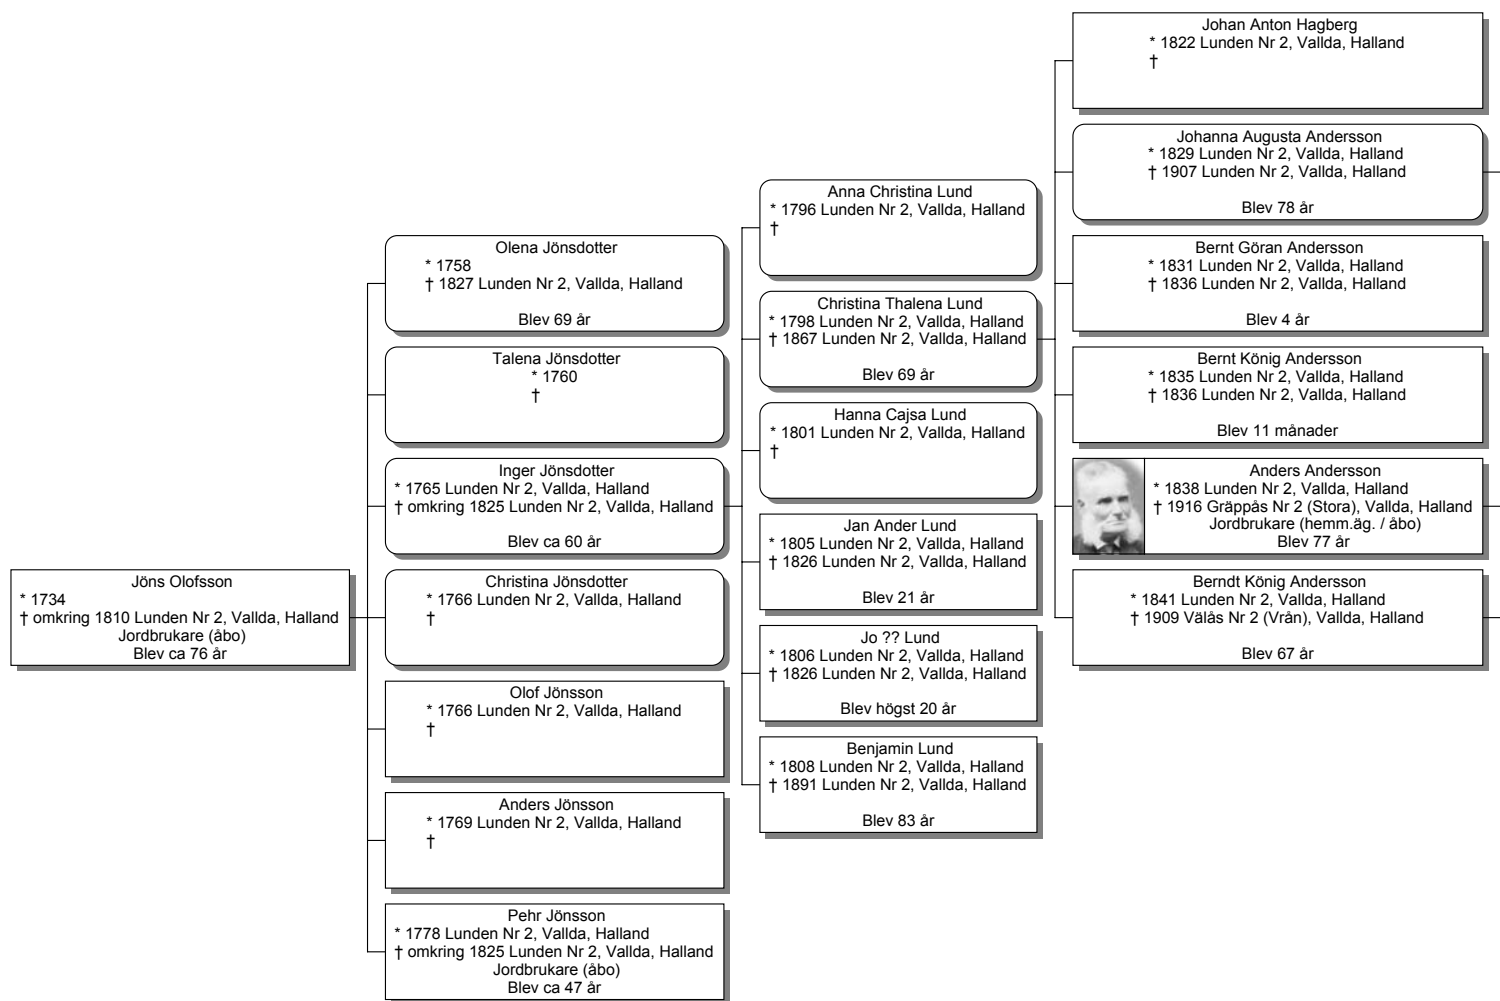 Jöns Olofsson
* 1734
† omkring 1810 Lunden Nr 2, Vallda, Halland
Jordbrukare (åbo)
Blev ca 76 år
Olena Jönsdotter
* 1758
† 1827 Lunden Nr 2, Vallda, Halland
Blev 69 år
Talena Jönsdotter
* 1760
†
Inger Jönsdotter
* 1765 Lunden Nr 2, Vallda, Halland
† omkring 1825 Lunden Nr 2, Vallda, Halland
Blev ca 60 år
Christina Jönsdotter
* 1766 Lunden Nr 2, Vallda, Halland
†
Olof Jönsson
* 1766 Lunden Nr 2, Vallda, Halland
†
Anders Jönsson
* 1769 Lunden Nr 2, Vallda, Halland
†
Pehr Jönsson
* 1778 Lunden Nr 2, Vallda, Halland
† omkring 1825 Lunden Nr 2, Vallda, Halland
Jordbrukare (åbo)
Blev ca 47 år
Anna Christina Lund
* 1796 Lunden Nr 2, Vallda, Halland
†
Christina Thalena Lund
* 1798 Lunden Nr 2, Vallda, Halland
† 1867 Lunden Nr 2, Vallda, Halland
Blev 69 år
Hanna Cajsa Lund
* 1801 Lunden Nr 2, Vallda, Halland
†
Jan Ander Lund
* 1805 Lunden Nr 2, Vallda, Halland
† 1826 Lunden Nr 2, Vallda, Halland
Blev 21 år
Jo ?? Lund
* 1806 Lunden Nr 2, Vallda, Halland
† 1826 Lunden Nr 2, Vallda, Halland
Blev högst 20 år
Benjamin Lund
* 1808 Lunden Nr 2, Vallda, Halland
† 1891 Lunden Nr 2, Vallda, Halland
Blev 83 år
Johan Anton Hagberg
* 1822 Lunden Nr 2, Vallda, Halland
†
Johanna Augusta Andersson
* 1829 Lunden Nr 2, Vallda, Halland
† 1907 Lunden Nr 2, Vallda, Halland
Blev 78 år
Bernt Göran Andersson
* 1831 Lunden Nr 2, Vallda, Halland
† 1836 Lunden Nr 2, Vallda, Halland
Blev 4 år
Bernt König Andersson
* 1835 Lunden Nr 2, Vallda, Halland
† 1836 Lunden Nr 2, Vallda, Halland
Blev 11 månader
Anders Andersson
* 1838 Lunden Nr 2, Vallda, Halland
† 1916 Gräppås Nr 2 (Stora), Vallda, Halland
Jordbrukare (hemm.äg. / åbo)
Blev 77 år
Berndt König Andersson
* 1841 Lunden Nr 2, Vallda, Halland
† 1909 Välås Nr 2 (Vrån), Vallda, Halland
Blev 67 år